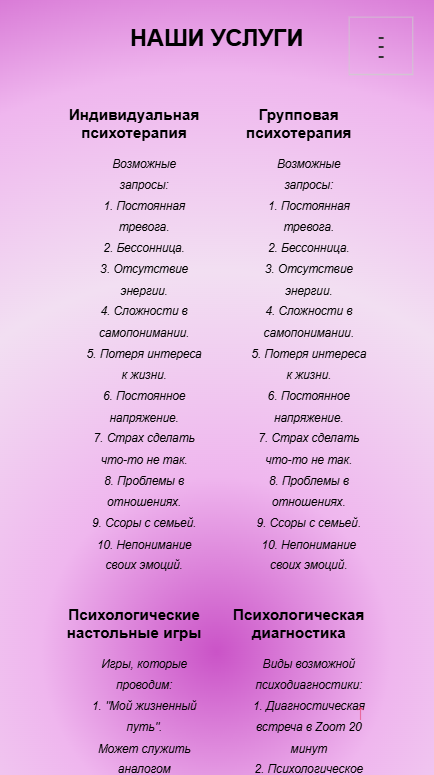 НАШИ УСЛУГИ
Индивидуальная
психотерапия
Возможные
запросы:
1. Постоянная
тревога.
2. Бессонница.
3. Отсутствие
энергии.
4. Сложности в
самопонимании.
5. Потеря интереса
к жизни.
6. Постоянное
напряжение.
7. Страх сделать
что-то не так.
8. Проблемы в
отношениях.
9. Ссоры с семьей.
10. Непонимание
своих эмоций.
Групповая
психотерапия
Возможные
запросы:
1. Постоянная
тревога.
2. Бессонница.
3. Отсутствие
энергии.
4. Сложности в
самопонимании.
5. Потеря интереса
к жизни.
6. Постоянное
напряжение.
7. Страх сделать
что-то не так.
8. Проблемы в
отношениях.
9. Ссоры с семьей.
10. Непонимание
своих эмоций.
Психологические
настольные игры
Игры, которые
проводим:
1. "Мой жизненный
путь".
Может служить
аналогом
Психологическая
диагностика
Виды возможной
психодиагностики:
1. Диагностическая
встреча в Zoom 20
минут
2. Психологическое